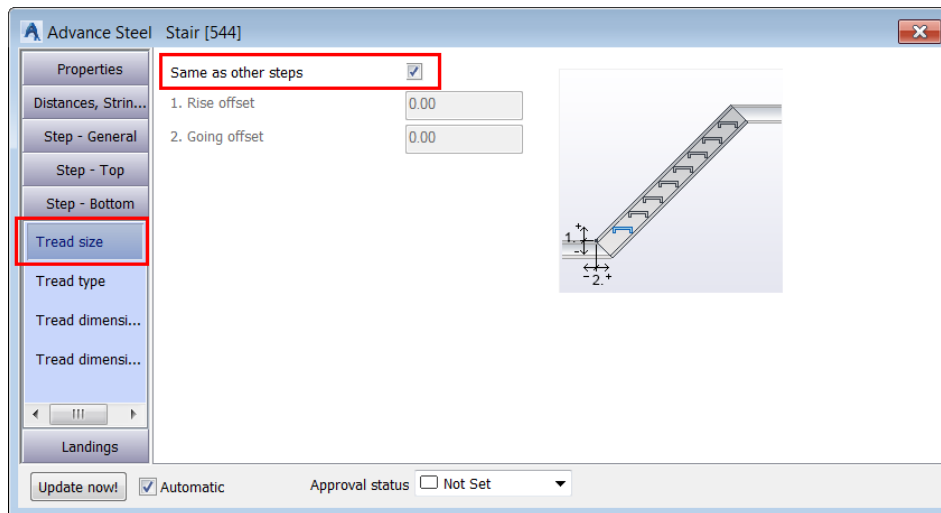 Advance Steel Stair [544]
Properties
Distances, Strin...
Step - General
Step - Top
Step - Bottom
Tread size
Tread type
Tread dimensi...
Tread dimensi...
Landings
Same as other steps
1. Rise offset 0.00
2. Going offset 0.00
1.
+
-
- 2. +
Update now! Automatic Approval status Not Set